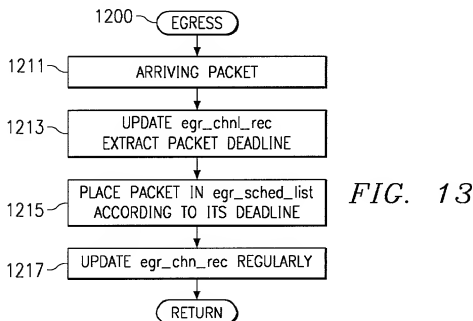 1200
EGRESS
1211
ARRIVING PACKET
1213
UPDATE egr_chnl_rec
EXTRACT PACKET DEADLINE
1215
PLACE PACKET IN egr_sched_list
ACCORDING TO ITS DEADLINE
FIG. 13
1217
UPDATE egr_chn_rec REGULARLY
RETURN